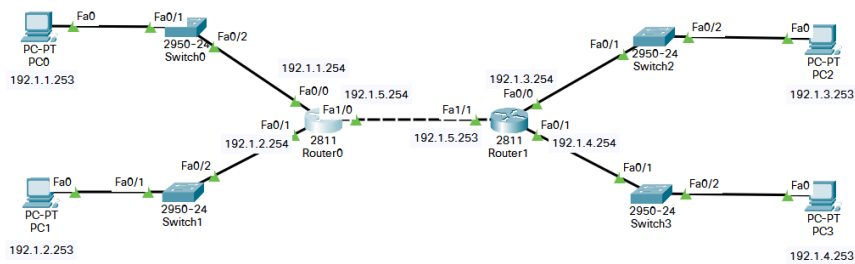 Fa0
Fa0/1
PC-PT
PC0
192.1.1.253
2950-24
Switch0
Fa0/2
192.1.1.254
Fa0/0
192.1.5.254
Fa1/0
Fa0/1
2811
Router0
192.1.2.254
Fa0/2
Fa0
Fa0/1
PC-PT
PC1
192.1.2.253
2950-24
Switch1
Fa1/1
192.1.5.253
192.1.3.254
Fa0/0
2811
Router1
Fa0/1
192.1.4.254
Fa0/1
2950-24
Switch2
Fa0/2
Fa0
PC-PT
PC2
192.1.3.253
Fa0/1
2950-24
Switch3
Fa0/2
Fa0
PC-PT
PC3
192.1.4.253